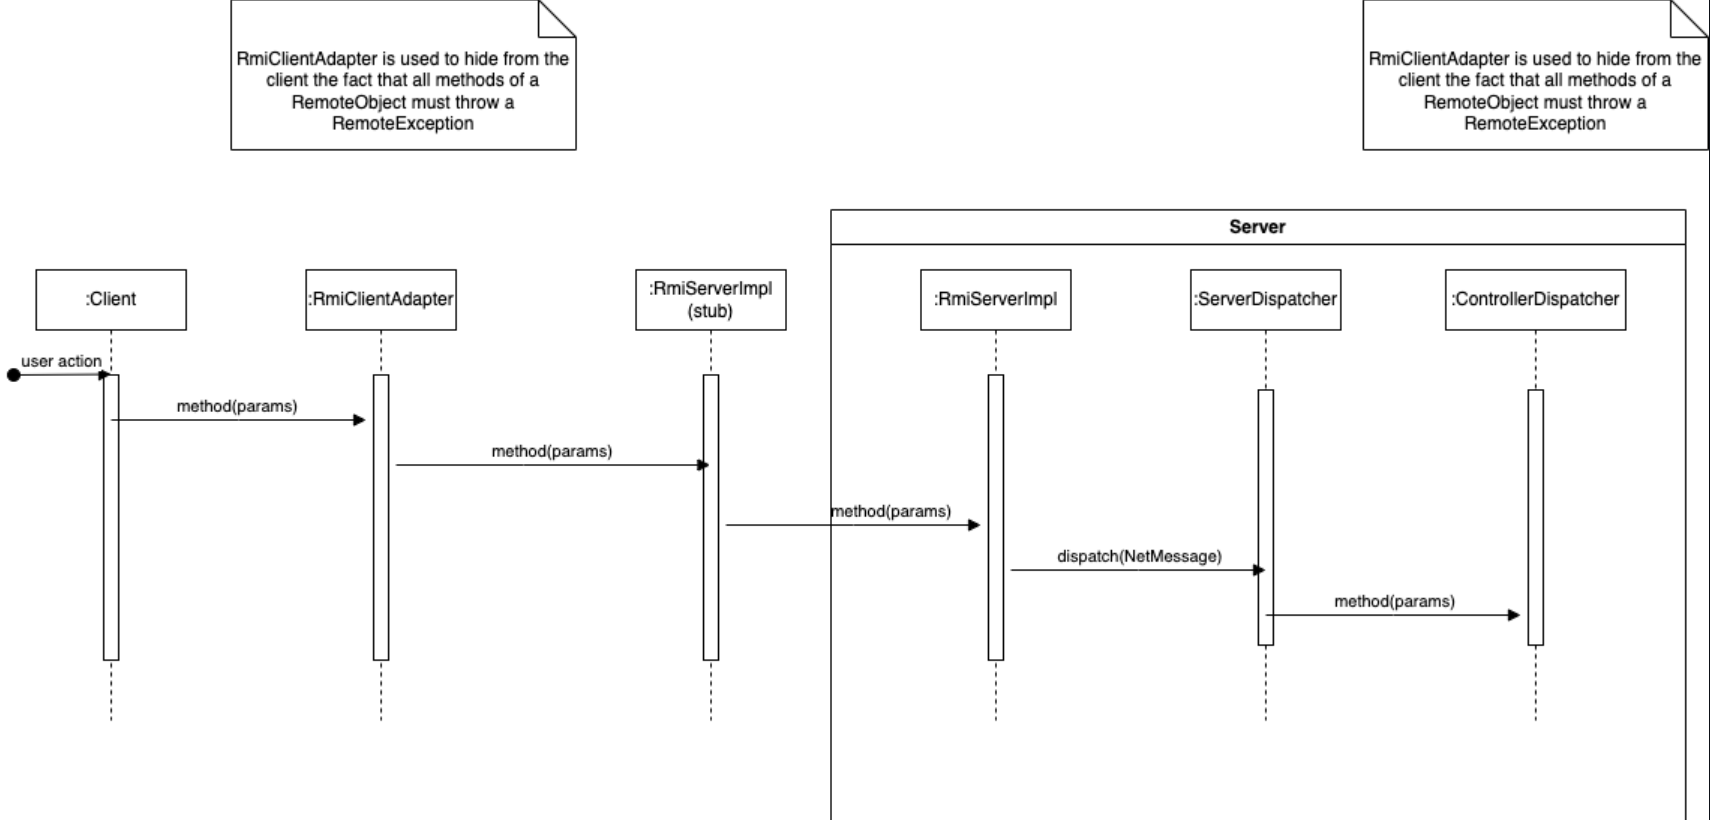 RmiClientAdapter is used to hide from the
client the fact that all methods of a
RemoteObject must throw a
RemoteException
RmiClientAdapter is used to hide from the
client the fact that all methods of a
RemoteObject must throw a
RemoteException
Server
:Client
:RmiClientAdapter
:RmiServerImpl
(stub)
:RmiServerImpl
:ServerDispatcher
:ControllerDispatcher
user action
method(params)
method(params)
method(params)
dispatch(NetMessage)
method(params)